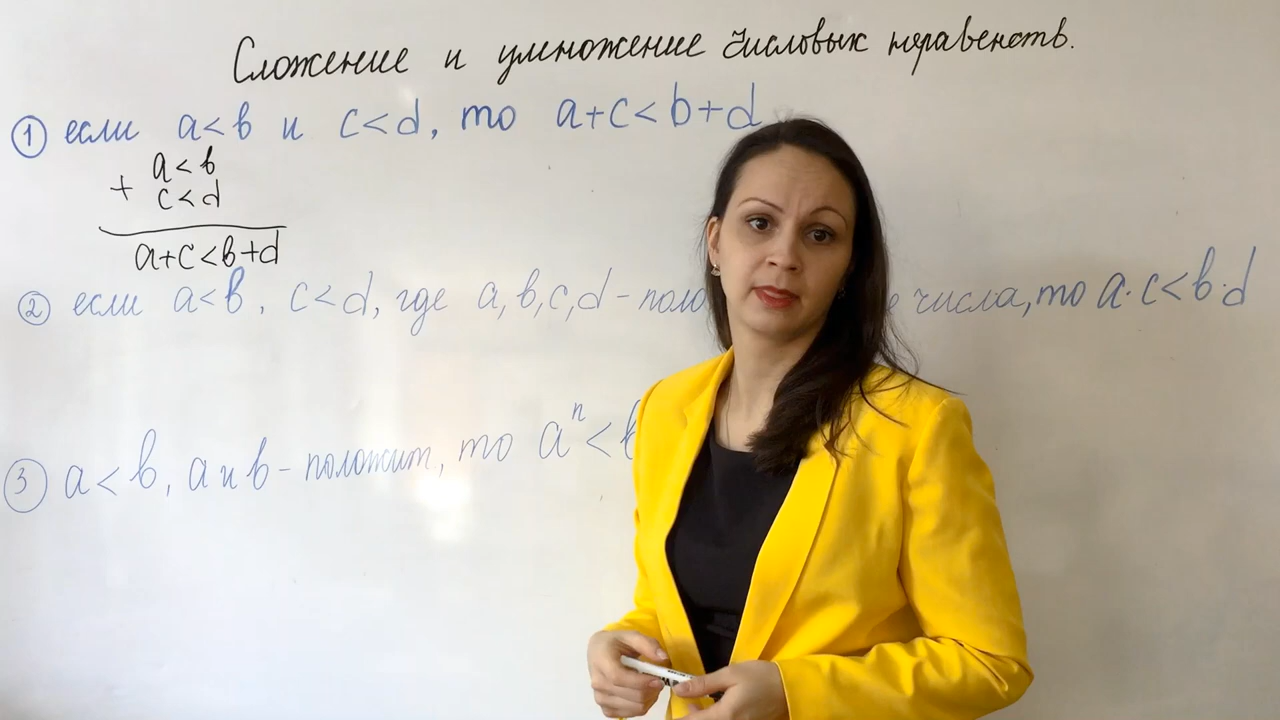 Сложение и умножение числовых неравенств.
① если a<b и c<d, то a+c<b+d
a<b
+ c<d
a+c<b+d
② если a<b, c<d, где a,b,c,d - числа, то a·c<b·d
③ a<b, a и b - положит, то aⁿ<b